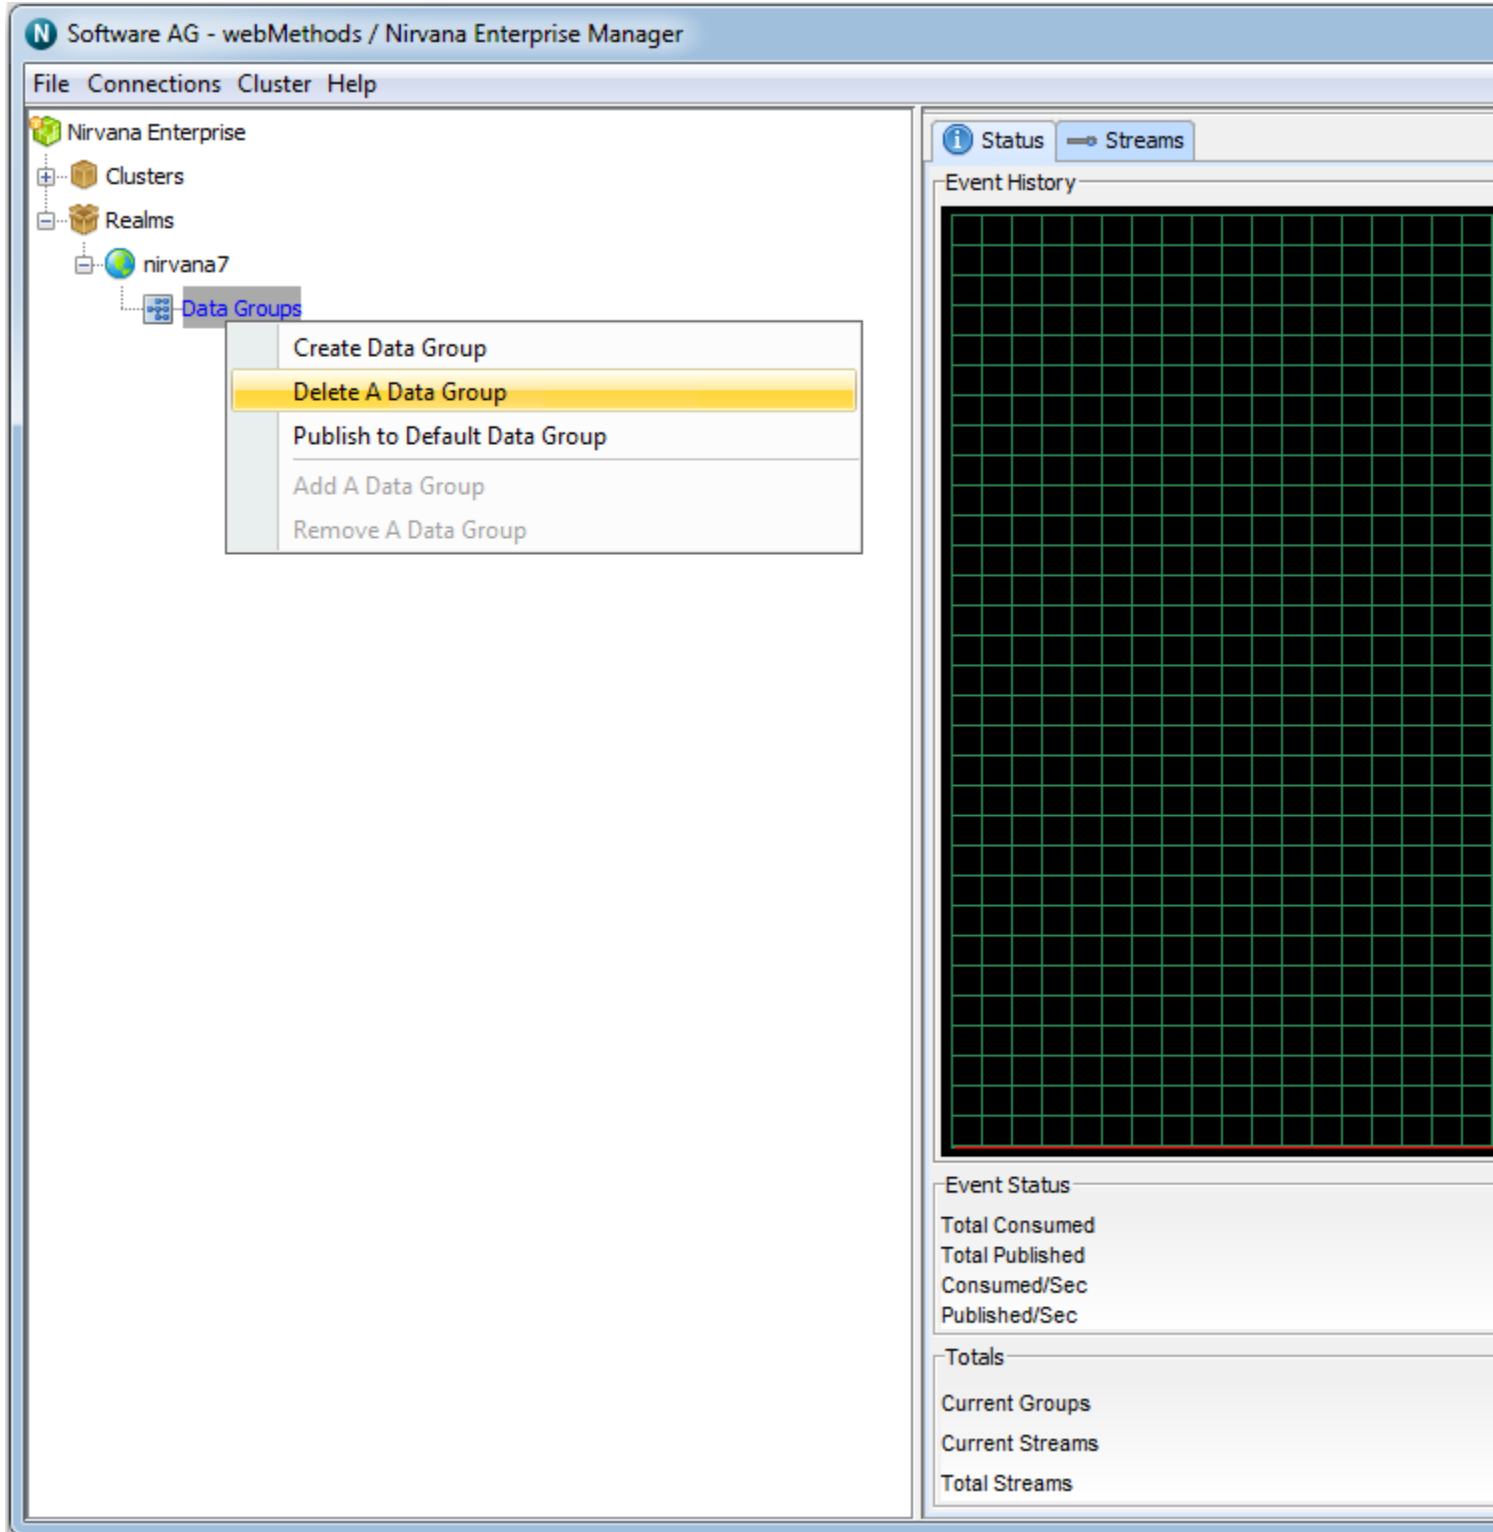 Software AG - webMethods / Nirvana Enterprise Manager
File Connections Cluster Help
Nirvana Enterprise
Clusters
Realms
nirvana7
Data Groups
Create Data Group
Delete A Data Group
Publish to Default Data Group
Add A Data Group
Remove A Data Group
Status Streams
Event History
Event Status
Total Consumed
Total Published
Consumed/Sec
Published/Sec
Totals
Current Groups
Current Streams
Total Streams